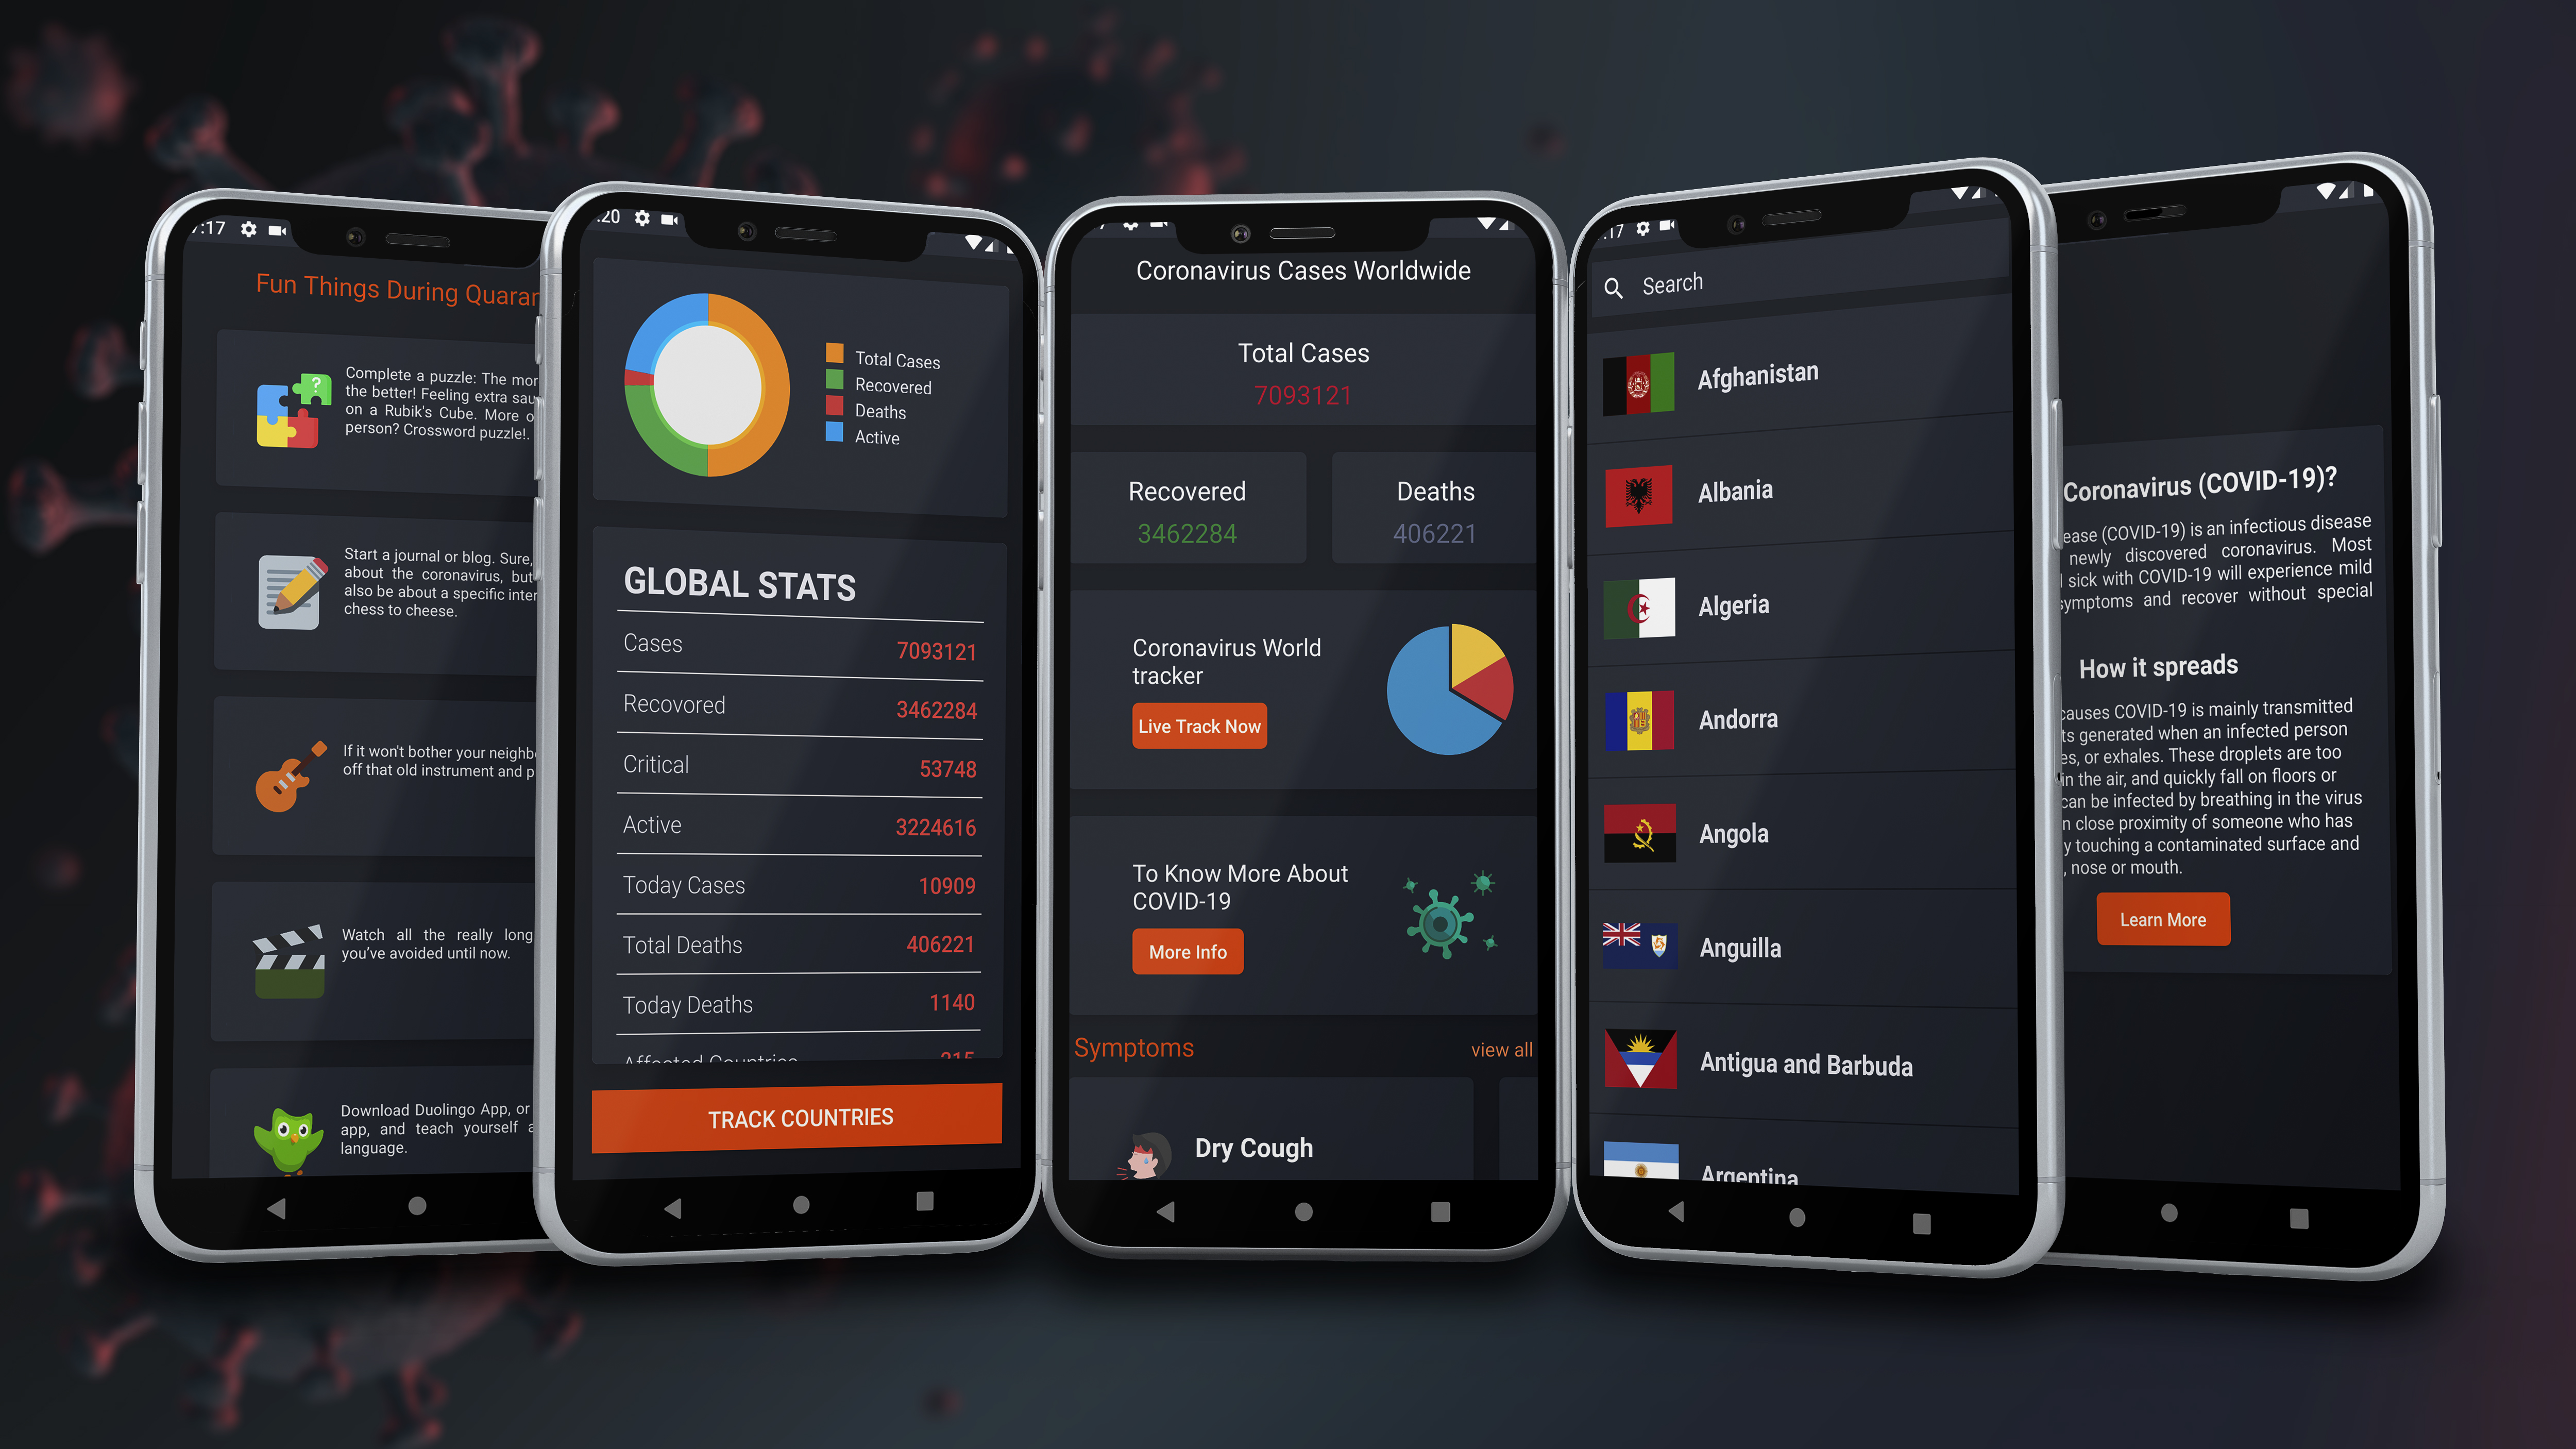 :17
Fun Things During
Complete a puzzle: The
the better! Feeling extra
on a Rubik's Cube. More
person? Crossword puzzle!.
Start a journal or blog. Sure,
about the coronavirus, but
also be about a specific
chess to cheese.
If it won't bother your
off that old instrument and
Watch all the really long
you've avoided until now.
Download Duolingo App, or
app, and teach yourself
language.
:20
Total Cases
Recovered
Deaths
Active
GLOBAL STATS
Cases 7093121
Recovored 3462284
Critical 53748
Active 3224616
Today Cases 10909
Total Deaths 406221
Today Deaths 1140
Affected Countries 215
TRACK COUNTRIES
Coronavirus Cases Worldwide
Total Cases
7093121
Recovered Deaths
3462284 406221
Coronavirus World
tracker
Live Track Now
To Know More About
COVID-19
More Info
Symptoms view all
Dry Cough
:17
Search
Afghanistan
Albania
Algeria
Andorra
Angola
Anguilla
Antigua and Barbuda
Argentina
Coronavirus (COVID-19)?
(COVID-19) is an infectious disease
newly discovered coronavirus. Most
sick with COVID-19 will experience mild
symptoms and recover without special
How it spreads
causes COVID-19 is mainly transmitted
generated when an infected person
or exhales. These droplets are too
in the air, and quickly fall on floors or
can be infected by breathing in the virus
close proximity of someone who has
touching a contaminated surface and
, nose or mouth.
Learn More